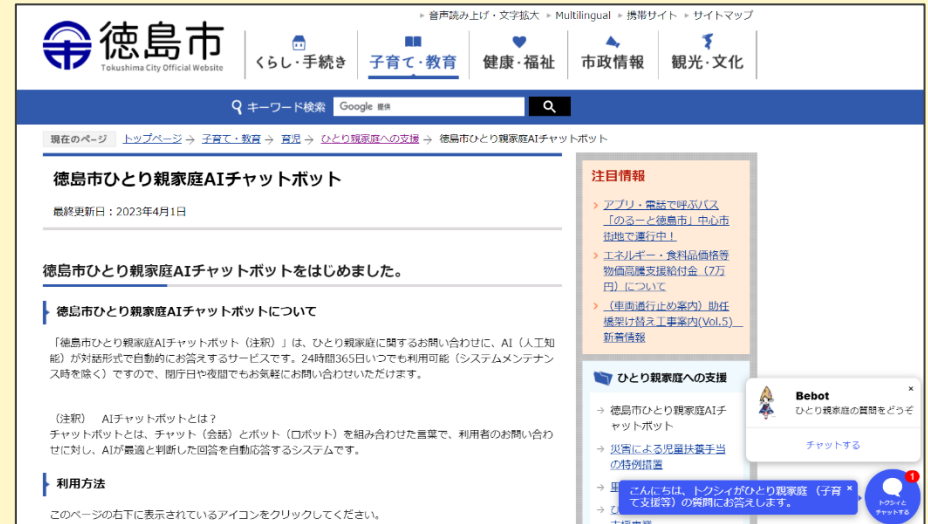 ▸ 音声読み上げ・文字拡大 ▸ Multilingual ▸ 携帯サイト ▸ サイトマップ
徳島市
Tokushima City Official Website
くらし・手続き 子育て・教育 健康・福祉 市政情報 観光・文化
キーワード検索 Google 提供
現在のページ トップページ → 子育て・教育 → 育児 → ひとり親家庭への支援 → 徳島市ひとり親家庭AIチャットボット
徳島市ひとり親家庭AIチャットボット
最終更新日：2023年4月1日
徳島市ひとり親家庭AIチャットボットをはじめました。
徳島市ひとり親家庭AIチャットボットについて
「徳島市ひとり親家庭AIチャットボット（注釈）」は、ひとり親家庭に関するお問い合わせに、AI（人工知
能）が対話形式で自動的にお答えするサービスです。24時間365日いつでも利用可能（システムメンテナン
ス時を除く）ですので、閉庁日や夜間でもお気軽にお問い合わせいただけます。
（注釈） AIチャットボットとは？
チャットボットとは、チャット（会話）とボット（ロボット）を組み合わせた言葉で、利用者のお問い合わ
せに対し、AIが最適と判断した回答を自動応答するシステムです。
利用方法
このページの右下に表示されているアイコンをクリックしてください。
注目情報
アプリ・電話で呼ぶバス
「のるーと徳島市」中心市
街地で運行中！
エネルギー・食料品価格等
物価高騰支援給付金（7万
円）について
（車両通行止め案内）助任
橋架け替え工事案内(Vol.5)
新着情報
ひとり親家庭への支援
→ 徳島市ひとり親家庭AIチ
ャットボット
→ 災害による児童扶養手当
の特例措置
Bebot ×
ひとり親家庭の質問をどうぞ
チャットする
こんにちは、トクシィがひとり親家庭 （子育 ×
て支援等）の質問にお答えします。
1
トクシィと
チャットする